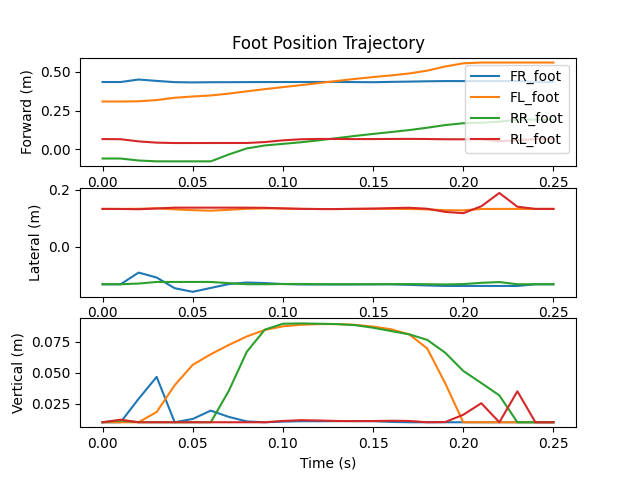 Foot Position Trajectory
Forward (m)
0.50
0.25
0.00
FR_foot
FL_foot
RR_foot
RL_foot
0.00 0.05 0.10 0.15 0.20 0.25
Lateral (m)
0.2
0.0
0.00 0.05 0.10 0.15 0.20 0.25
Vertical (m)
0.075
0.050
0.025
0.00 0.05 0.10 0.15 0.20 0.25
Time (s)